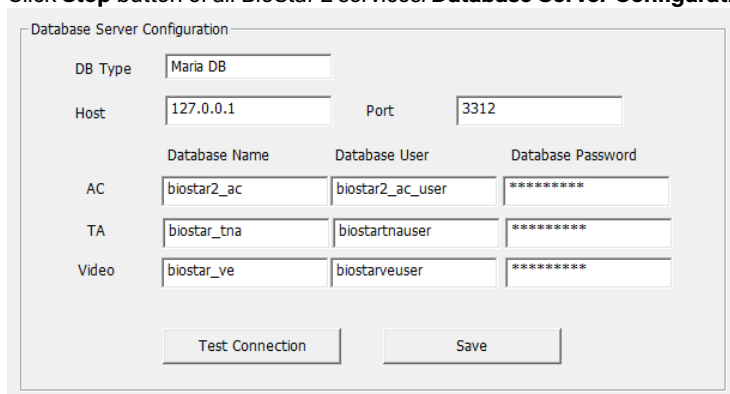 Click Stop button of all BioStar 2 services. Database Server Configurati
Database Server Configuration
DB Type Maria DB
Host 127.0.0.1 Port 3312
Database Name Database User Database Password
AC biostar2_ac biostar2_ac_user *********
TA biostar_tna biostartnauser *********
Video biostar_ve biostarveuser *********
Test Connection Save